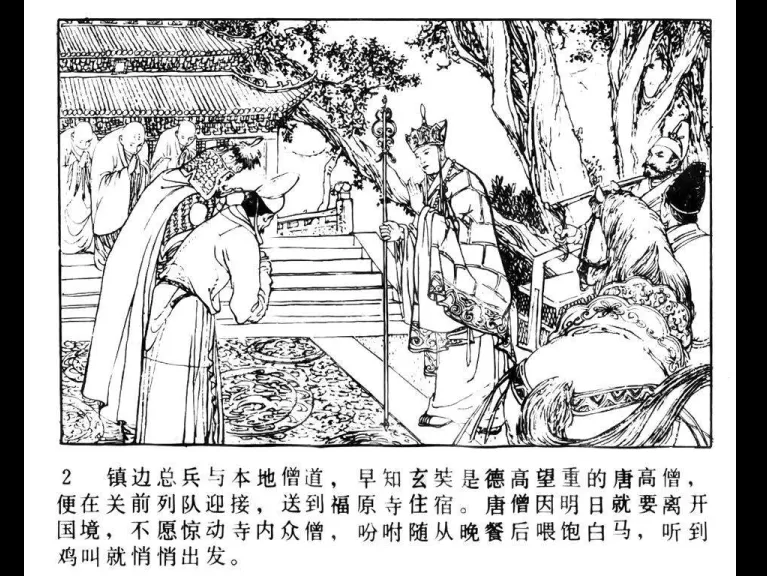 2 镇边总兵与本地僧道，早知玄奘是德高望重的唐高僧，
便在关前列队迎接，送到福原寺住宿。唐僧因明日就要离开
国境，不愿惊动寺内众僧，吩咐随从晚餐后喂饱白马，听到
鸡叫就悄悄出发。